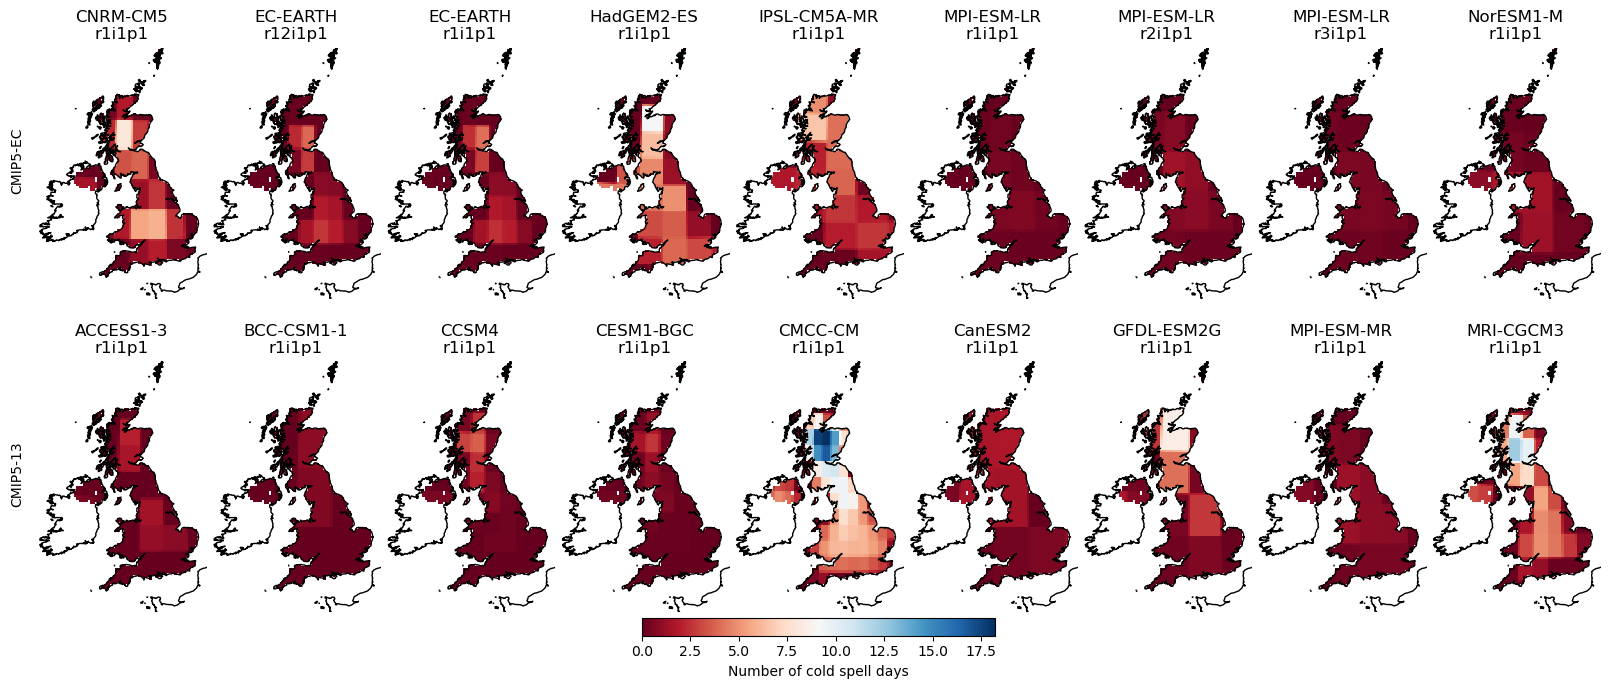 CNRM-CM5
r1i1p1
EC-EARTH
r12i1p1
EC-EARTH
r1i1p1
HadGEM2-ES
r1i1p1
IPSL-CM5A-MR
r1i1p1
MPI-ESM-LR
r1i1p1
MPI-ESM-LR
r2i1p1
MPI-ESM-LR
r3i1p1
NorESM1-M
r1i1p1
CMIP5-EC
ACCESS1-3
r1i1p1
BCC-CSM1-1
r1i1p1
CCSM4
r1i1p1
CESM1-BGC
r1i1p1
CMCC-CM
r1i1p1
CanESM2
r1i1p1
GFDL-ESM2G
r1i1p1
MPI-ESM-MR
r1i1p1
MRI-CGCM3
r1i1p1
CMIP5-13
0.0 2.5 5.0 7.5 10.0 12.5 15.0 17.5
Number of cold spell days